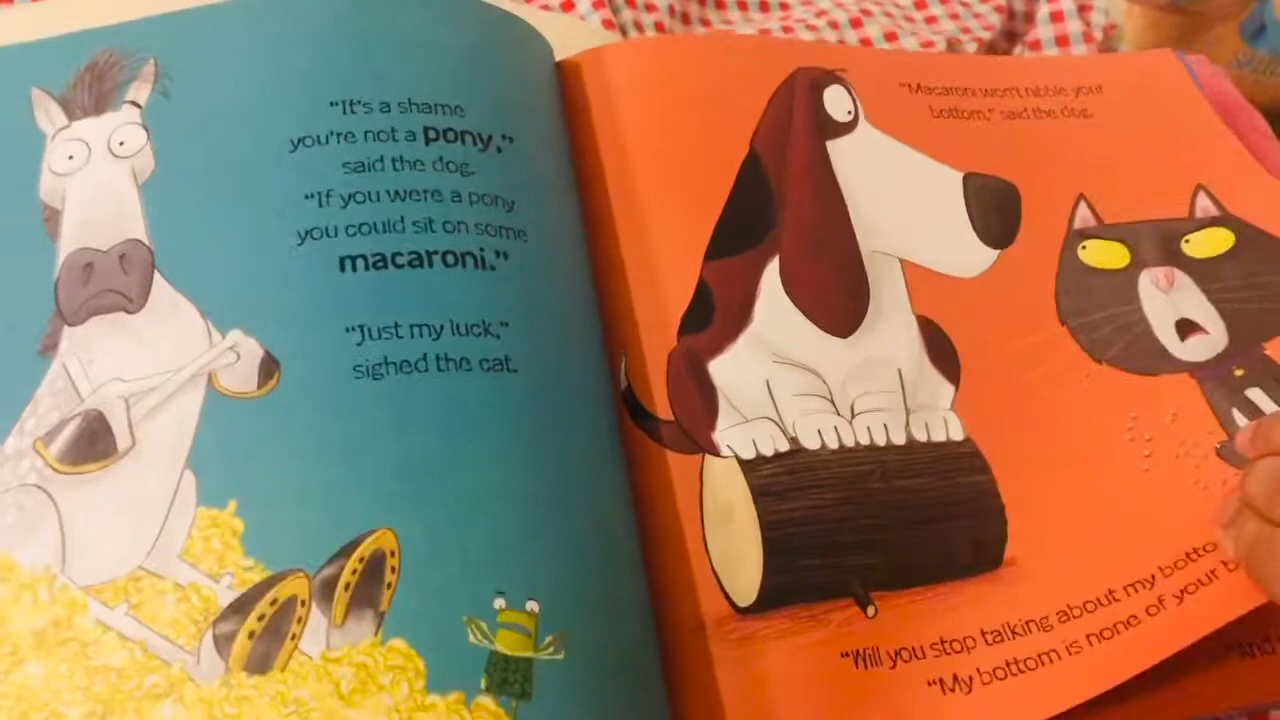 “It’s a shame
you’re not a pony,”
said the dog.
“If you were a pony
you could sit on some
macaroni.”
“Just my luck,”
sighed the cat.
“Macaroni won’t nibble your
bottom,” said the dog.
“Will you stop talking about my botto
“My bottom is none of your b
“And